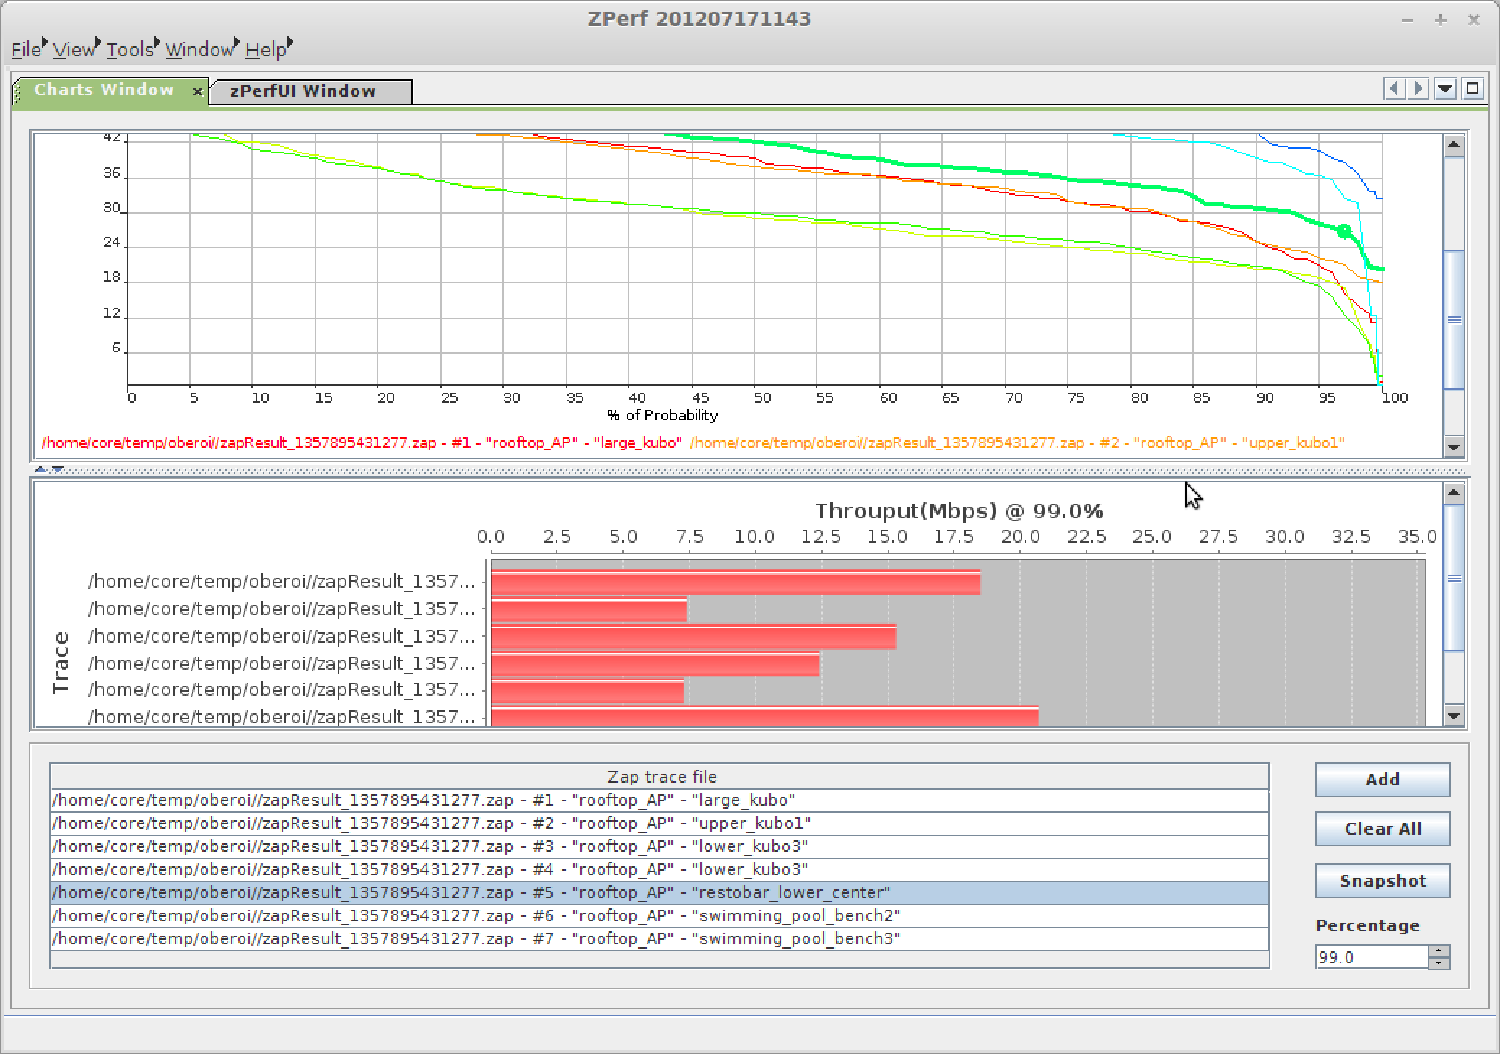 ZPerf 201207171143
File View Tools Window Help
Charts Window × zPerfUI Window
42
36
30
24
18
12
6
0 5 10 15 20 25 30 35 40 45 50 55 60 65 70 75 80 85 90 95 100
% of Probability
/home/core/temp/oberoi//zapResult_1357895431277.zap - #1 - "rooftop_AP" - "large_kubo" /home/core/temp/oberoi//zapResult_1357895431277.zap - #2 - "rooftop_AP" - "upper_kubo1"
Throuput(Mbps) @ 99.0%
0.0 2.5 5.0 7.5 10.0 12.5 15.0 17.5 20.0 22.5 25.0 27.5 30.0 32.5 35.0
Trace
/home/core/temp/oberoi//zapResult_1357...
/home/core/temp/oberoi//zapResult_1357...
/home/core/temp/oberoi//zapResult_1357...
/home/core/temp/oberoi//zapResult_1357...
/home/core/temp/oberoi//zapResult_1357...
/home/core/temp/oberoi//zapResult_1357...
Zap trace file
/home/core/temp/oberoi//zapResult_1357895431277.zap - #1 - "rooftop_AP" - "large_kubo"
/home/core/temp/oberoi//zapResult_1357895431277.zap - #2 - "rooftop_AP" - "upper_kubo1"
/home/core/temp/oberoi//zapResult_1357895431277.zap - #3 - "rooftop_AP" - "lower_kubo3"
/home/core/temp/oberoi//zapResult_1357895431277.zap - #4 - "rooftop_AP" - "lower_kubo3"
/home/core/temp/oberoi//zapResult_1357895431277.zap - #5 - "rooftop_AP" - "restobar_lower_center"
/home/core/temp/oberoi//zapResult_1357895431277.zap - #6 - "rooftop_AP" - "swimming_pool_bench2"
/home/core/temp/oberoi//zapResult_1357895431277.zap - #7 - "rooftop_AP" - "swimming_pool_bench3"
Add
Clear All
Snapshot
Percentage
99.0